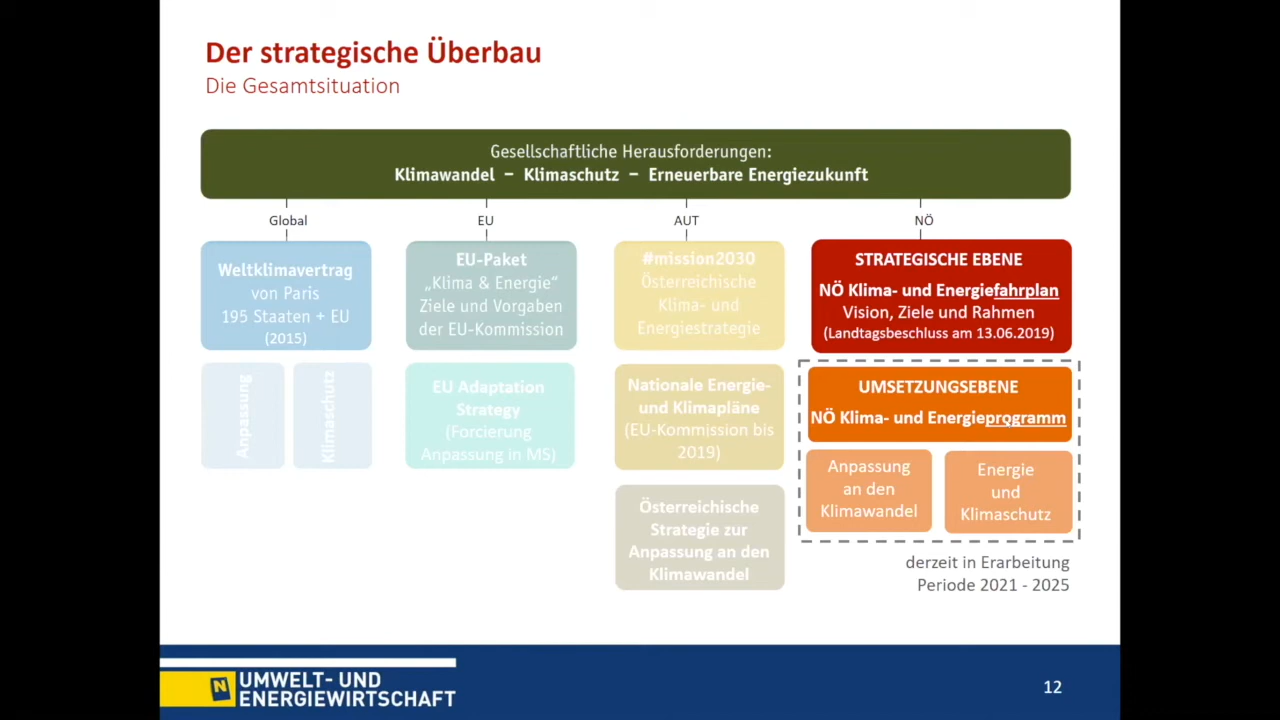 Der strategische Überbau
Die Gesamtsituation
Gesellschaftliche Herausforderungen:
Klimawandel – Klimaschutz – Erneuerbare Energiezukunft
Global
EU
AUT
NÖ
Weltklimavertrag
von Paris
195 Staaten + EU
(2015)
Anpassung
Klimaschutz
EU-Paket
„Klima & Energie“
Ziele und Vorgaben
der EU-Kommission
EU Adaptation
Strategy
(Forcierung
Anpassung in MS)
#mission2030
Österreichische
Klima- und
Energiestrategie
Nationale Energie-
und Klimapläne
(EU-Kommission bis
2019)
Österreichische
Strategie zur
Anpassung an den
Klimawandel
STRATEGISCHE EBENE
NÖ Klima- und Energiefahrplan
Vision, Ziele und Rahmen
(Landtagsbeschluss am 13.06.2019)
UMSETZUNGSEBENE
NÖ Klima- und Energieprogramm
Anpassung
an den
Klimawandel
Energie
und
Klimaschutz
derzeit in Erarbeitung
Periode 2021 - 2025
N
UMWELT- UND
ENERGIEWIRTSCHAFT
12